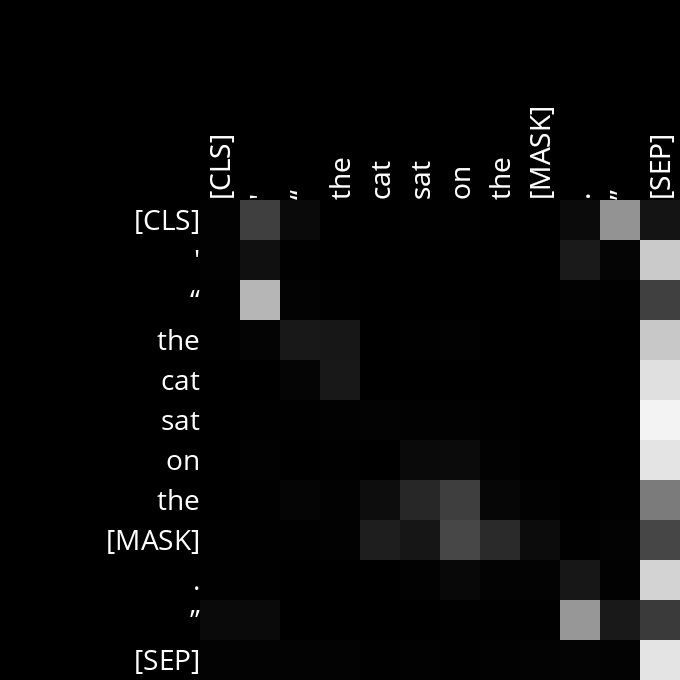 [CLS] ' “ the cat sat on the [MASK] . ” [SEP]
[CLS]
'
“
the
cat
sat
on
the
[MASK]
.
”
[SEP]